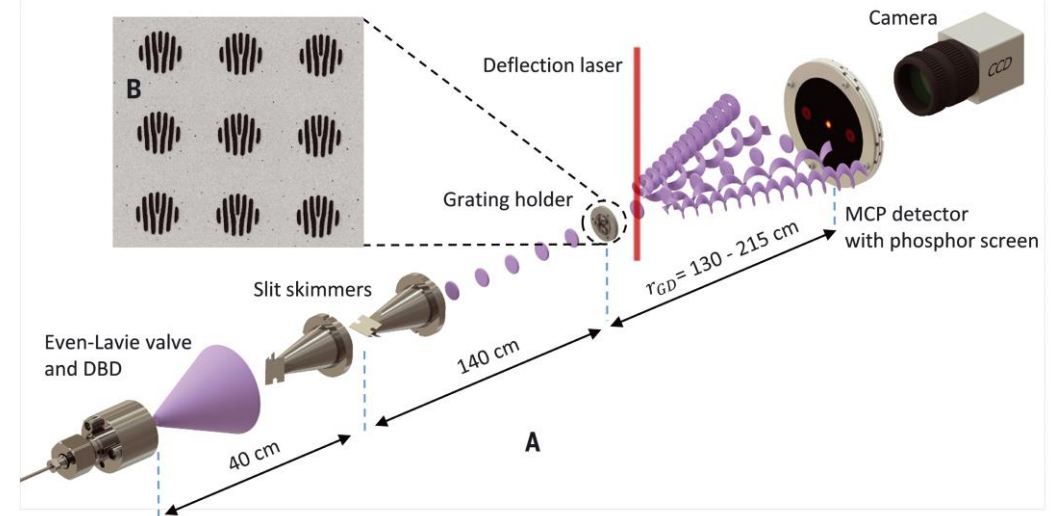 Camera
CCD
Deflection laser
B
Grating holder
MCP detector
with phosphor screen
r_GD = 130 - 215 cm
Slit skimmers
140 cm
Even-Lavie valve
and DBD
A
40 cm